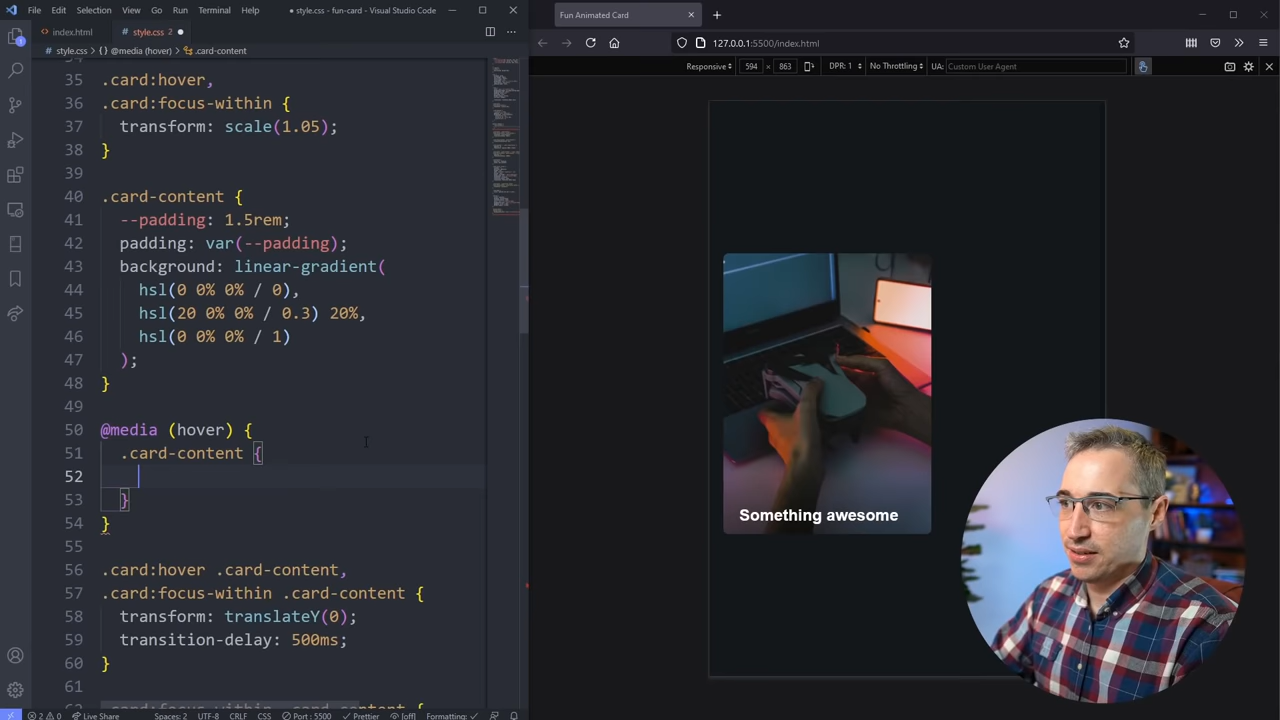 File Edit Selection View Go Run Terminal Help
● style.css - fun-card - Visual Studio Code
index.html
style.css 2 ●
# style.css > {} @media (hover) > .card-content
1
35 .card:hover,
36 .card:focus-within {
37 transform: scale(1.05);
38 }
39
40 .card-content {
41 --padding: 1.5rem;
42 padding: var(--padding);
43 background: linear-gradient(
44 hsl(0 0% 0% / 0),
45 hsl(20 0% 0% / 0.3) 20%,
46 hsl(0 0% 0% / 1)
47 );
48 }
49
50 @media (hover) {
51 .card-content {
52
53 }
54 }
55
56 .card:hover .card-content,
57 .card:focus-within .card-content {
58 transform: translateY(0);
59 transition-delay: 500ms;
60 }
61
2 0 Live Share Spaces: 2 UTF-8 CRLF CSS Port : 5500 Prettier [off] Formatting:
Fun Animated Card
127.0.0.1:5500/index.html
Responsive 594 × 863 DPR: 1 No Throttling UA: Custom User Agent
Something awesome